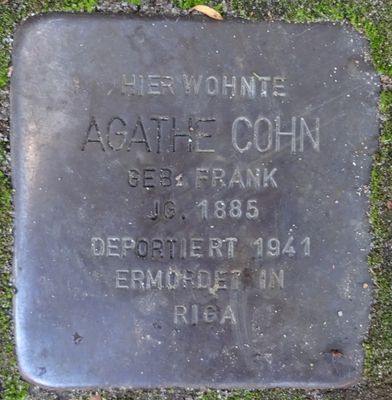 HIER WOHNTE
AGATHE COHN
GEB. FRANK
JG. 1885
DEPORTIERT 1941
ERMORDET IN
RIGA